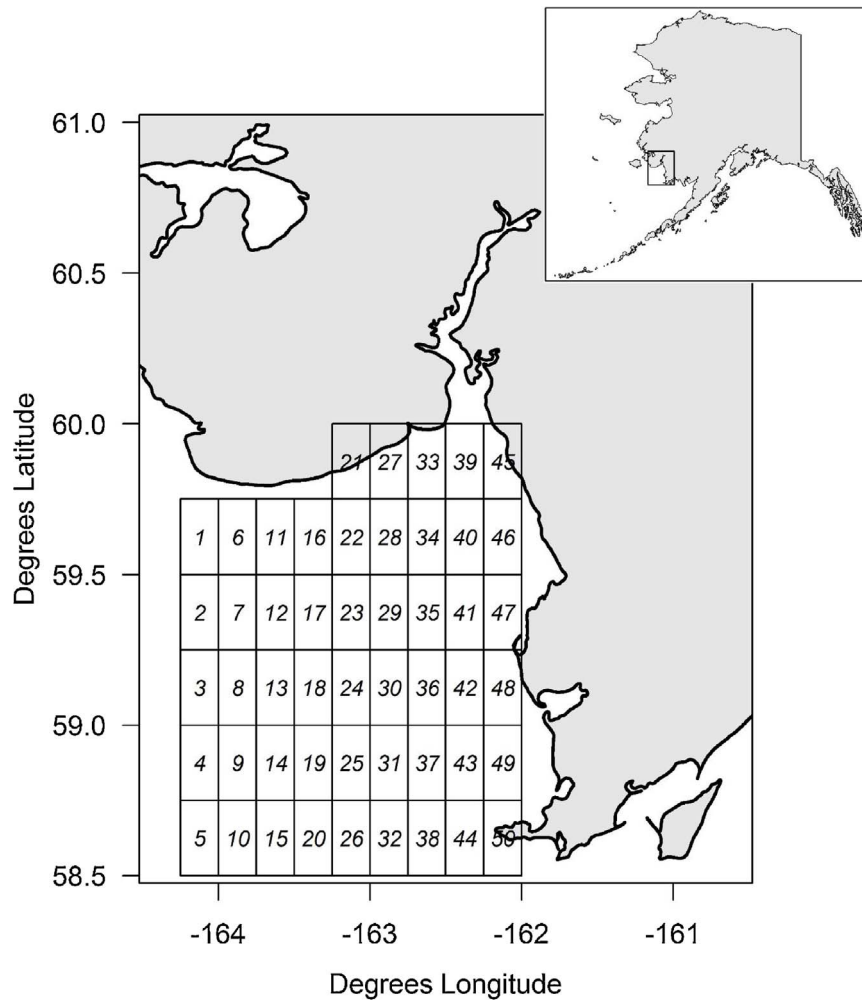 61.0
60.5
60.0
59.5
59.0
58.5
Degrees Latitude
21 27 33 39 45
1 6 11 16 22 28 34 40 46
2 7 12 17 23 29 35 41 47
3 8 13 18 24 30 36 42 48
4 9 14 19 25 31 37 43 49
5 10 15 20 26 32 38 44 50
-164 -163 -162 -161
Degrees Longitude